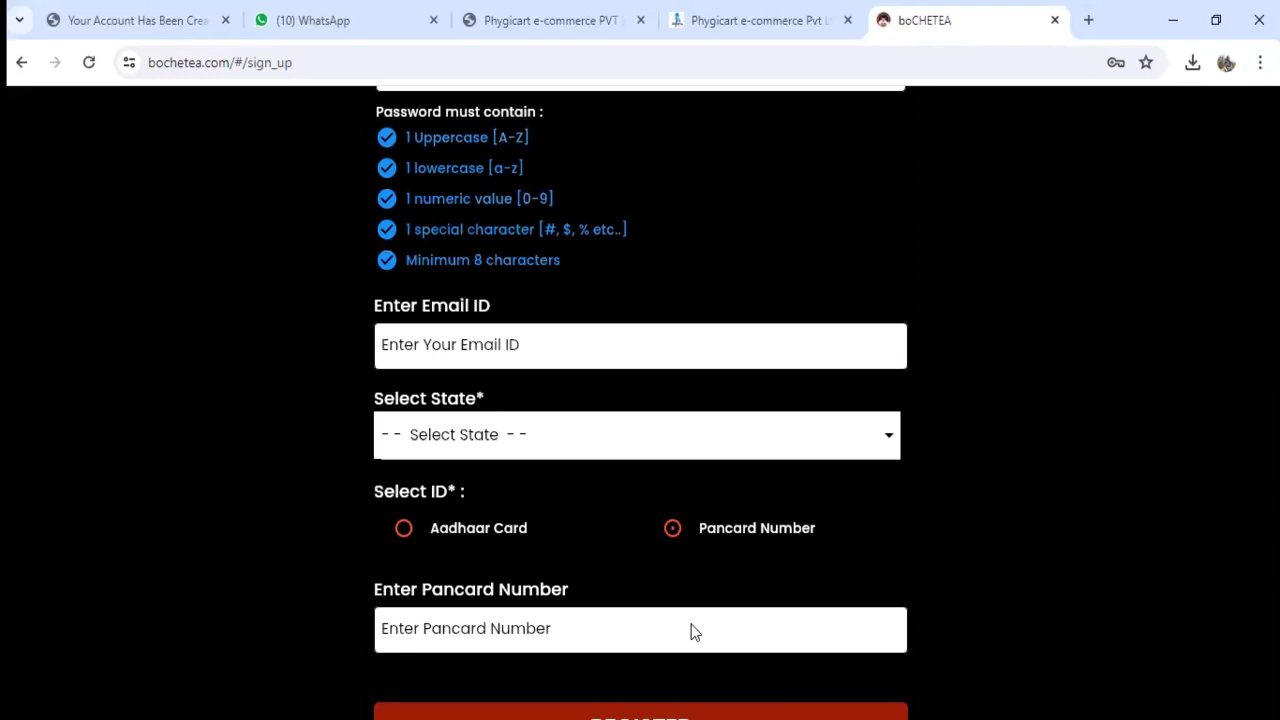 Your Account Has Been Crea
(10) WhatsApp
Phygicart e-commerce PVT
Phygicart e-commerce Pvt L
boCHETEA
bochetea.com/#/sign_up
Password must contain :
1 Uppercase [A-Z]
1 lowercase [a-z]
1 numeric value [0-9]
1 special character [#, $, % etc..]
Minimum 8 characters
Enter Email ID
Enter Your Email ID
Select State*
-- Select State --
Select ID* :
Aadhaar Card
Pancard Number
Enter Pancard Number
Enter Pancard Number
REGISTER